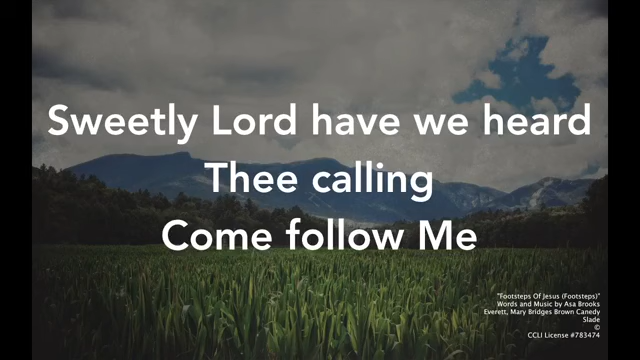 Sweetly Lord have we heard
Thee calling
Come follow Me
"Footsteps Of Jesus (Footsteps)"
Words and Music by Asa Brooks
Everett, Mary Bridges Brown Canedy
Slade
©
CCLI License #783474